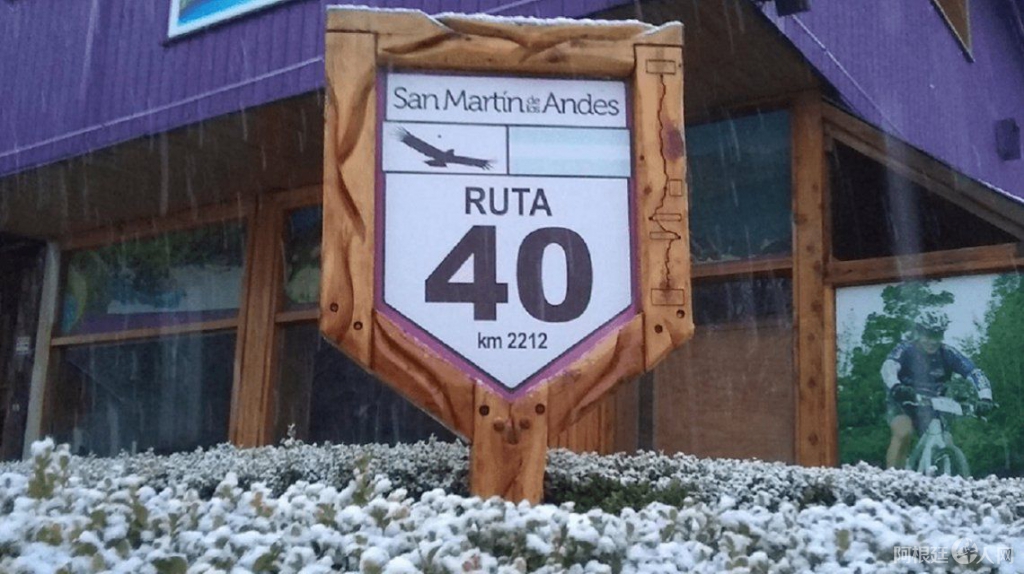 San Martín de los Andes
RUTA
40
km 2212
阿根廷华人网